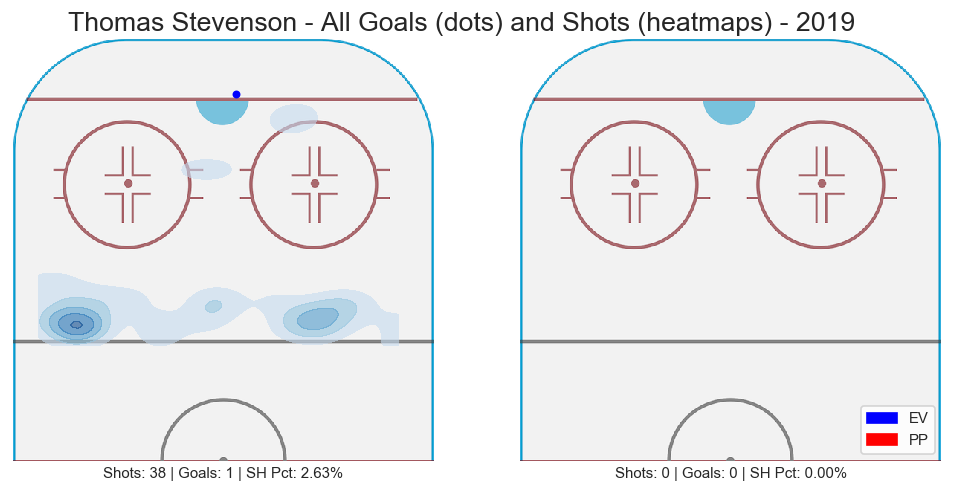 Thomas Stevenson - All Goals (dots) and Shots (heatmaps) - 2019
EV
PP
Shots: 38 | Goals: 1 | SH Pct: 2.63%
Shots: 0 | Goals: 0 | SH Pct: 0.00%